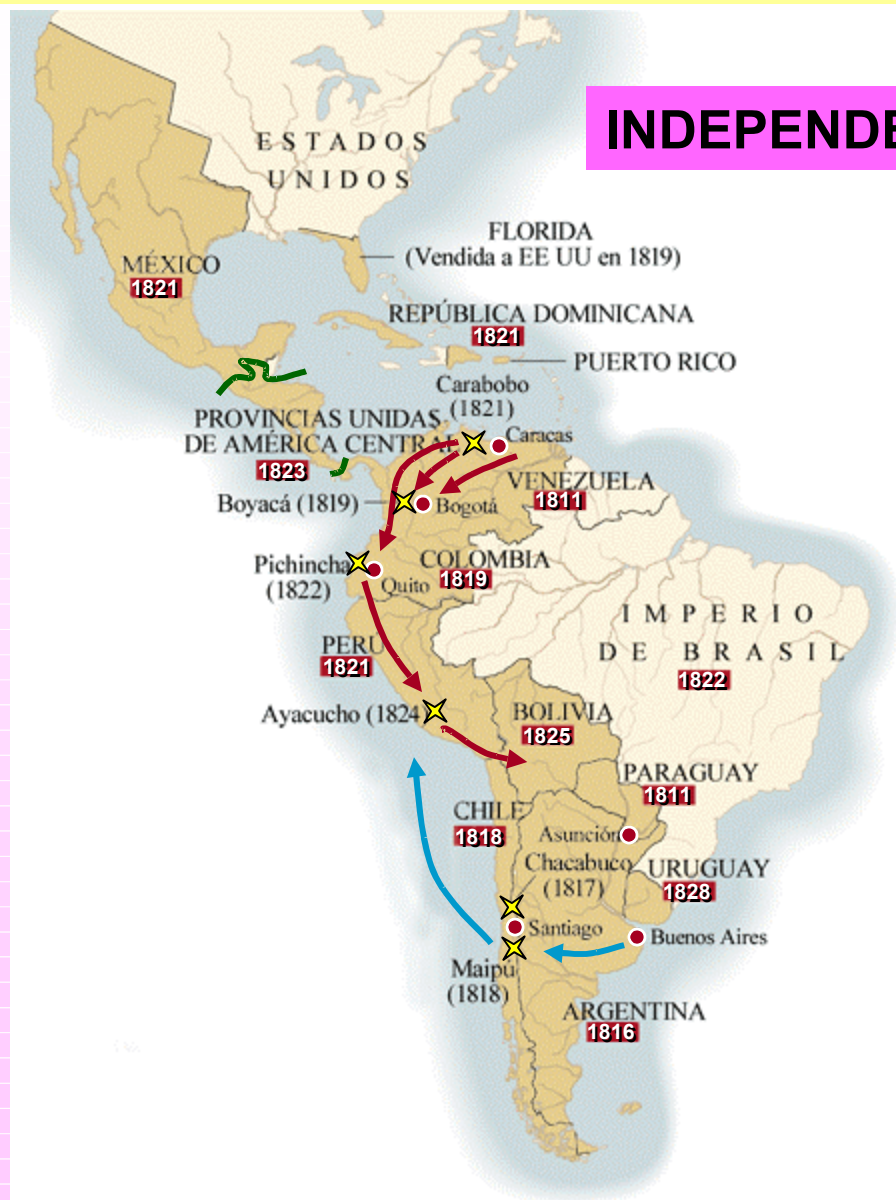 INDEPENDE
ESTADOS
UNIDOS
FLORIDA
(Vendida a EE UU en 1819)
MÉXICO
1821
REPÚBLICA DOMINICANA
1821
PUERTO RICO
Carabobo
(1821)
PROVINCIAS UNIDAS
DE AMÉRICA CENTRAL
1823
Caracas
VENEZUELA
1811
Boyacá (1819)
Bogotá
Pichincha
(1822)
COLOMBIA
1819
Quito
IMPERIO
DE BRASIL
1822
PERÚ
1821
Ayacucho (1824
BOLIVIA
1825
PARAGUAY
1811
CHILE
1818
Asunción
Chacabuco
(1817)
URUGUAY
1828
Santiago
Buenos Aires
Maipú
(1818)
ARGENTINA
1816